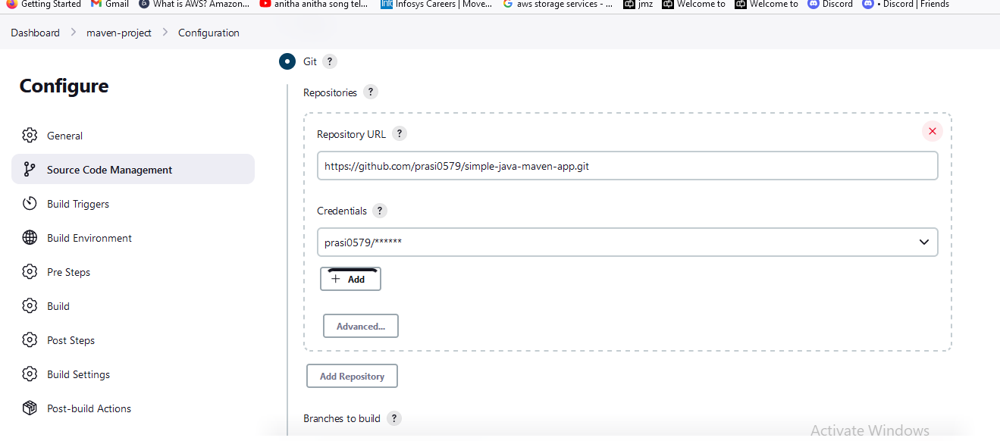 Getting Started Gmail What is AWS? Amazon... anitha anitha song tel... Infosys Careers | Move... aws storage services - ... jmz Welcome to Welcome to Discord • Discord | Friends
Dashboard > maven-project > Configuration
Configure
General
Source Code Management
Build Triggers
Build Environment
Pre Steps
Build
Post Steps
Build Settings
Post-build Actions
Git ?
Repositories ?
Repository URL ?
https://github.com/prasi0579/simple-java-maven-app.git
Credentials ?
prasi0579/******
+ Add
Advanced...
Add Repository
Branches to build ?
Activate Windows